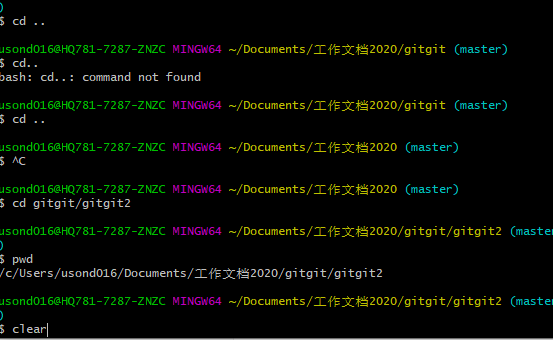 )
$ cd ..
usond016@HQ781-7287-ZNZC MINGW64 ~/Documents/工作文档2020/gitgit (master)
$ cd..
bash: cd..: command not found
usond016@HQ781-7287-ZNZC MINGW64 ~/Documents/工作文档2020/gitgit (master)
$ cd ..
usond016@HQ781-7287-ZNZC MINGW64 ~/Documents/工作文档2020 (master)
$ ^C
usond016@HQ781-7287-ZNZC MINGW64 ~/Documents/工作文档2020 (master)
$ cd gitgit/gitgit2
usond016@HQ781-7287-ZNZC MINGW64 ~/Documents/工作文档2020/gitgit/gitgit2 (master
)
$ pwd
/c/Users/usond016/Documents/工作文档2020/gitgit/gitgit2
usond016@HQ781-7287-ZNZC MINGW64 ~/Documents/工作文档2020/gitgit/gitgit2 (master
)
$ clear